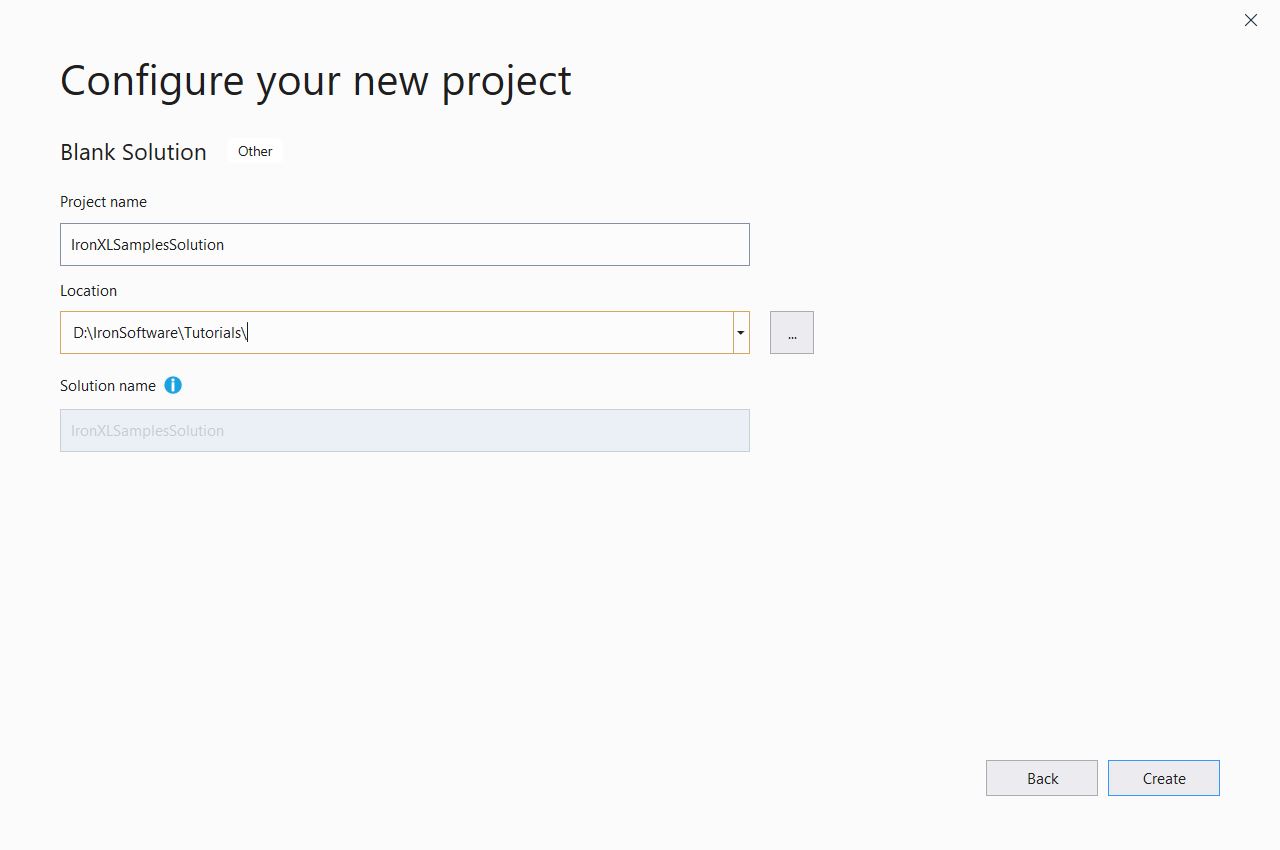 Configure your new project
Blank Solution Other
Project name
IronXLSamplesSolution
Location
D:\IronSoftware\Tutorials\
...
Solution name
IronXLSamplesSolution
Back Create